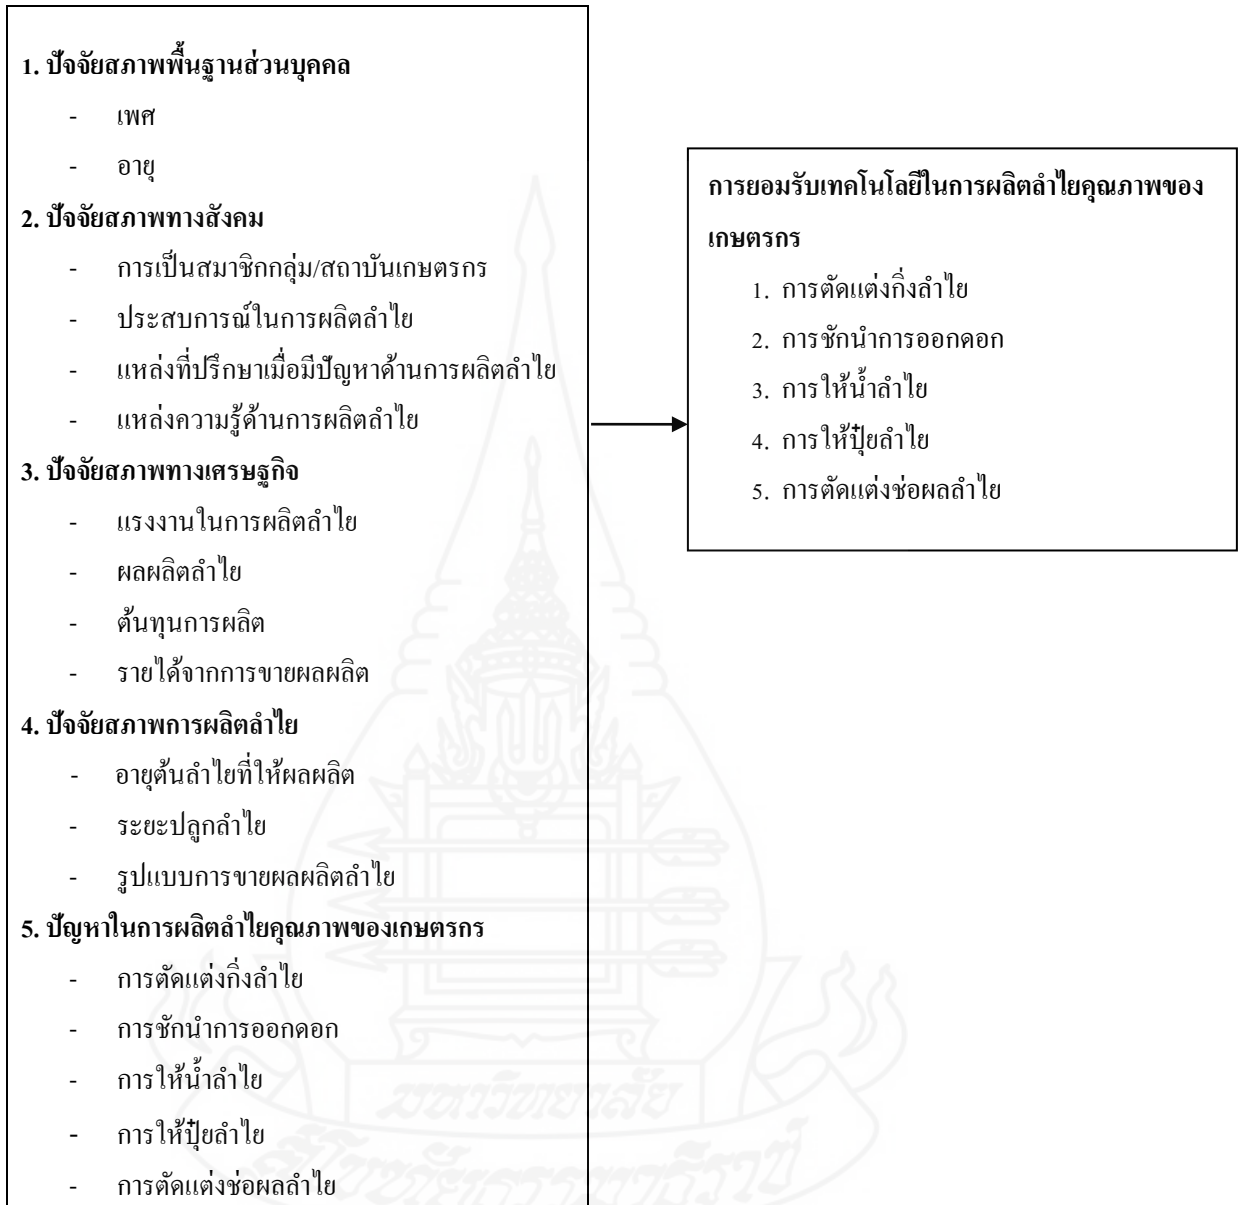 1. ปัจจัยสภาพพื้นฐานส่วนบุคคล
- เพศ
- อายุ
2. ปัจจัยสภาพทางสังคม
- การเป็นสมาชิกกลุ่ม/สถาบันเกษตรกร
- ประสบการณ์ในการผลิตลำไย
- แหล่งที่ปรึกษาเมื่อมีปัญหาด้านการผลิตลำไย
- แหล่งความรู้ด้านการผลิตลำไย
3. ปัจจัยสภาพทางเศรษฐกิจ
- แรงงานในการผลิตลำไย
- ผลผลิตลำไย
- ต้นทุนการผลิต
- รายได้จากการขายผลผลิต
4. ปัจจัยสภาพการผลิตลำไย
- อายุต้นลำไยที่ให้ผลผลิต
- ระยะปลูกลำไย
- รูปแบบการขายผลผลิตลำไย
5. ปัญหาในการผลิตลำไยคุณภาพของเกษตรกร
- การตัดแต่งกิ่งลำไย
- การชักนำการออกดอก
- การให้น้ำลำไย
- การให้ปุ๋ยลำไย
- การตัดแต่งช่อผลลำไย
การยอมรับเทคโนโลยีในการผลิตลำไยคุณภาพของ
เกษตรกร
1. การตัดแต่งกิ่งลำไย
2. การชักนำการออกดอก
3. การให้น้ำลำไย
4. การให้ปุ๋ยลำไย
5. การตัดแต่งช่อผลลำไย
มหาวิทยาลัย
สุโขทัยธรรมาธิราช